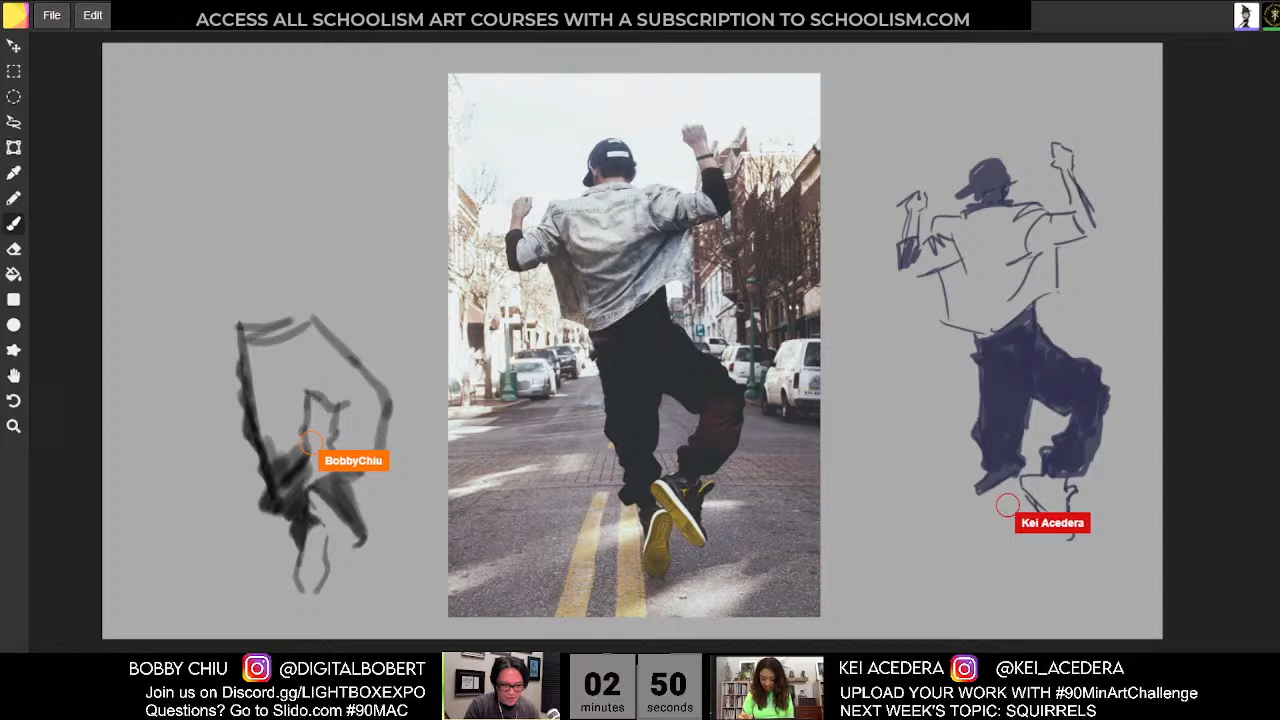 ACCESS ALL SCHOOLISM ART COURSES WITH A SUBSCRIPTION TO SCHOOLISM.COM
File
Edit
BobbyChiu
Kei Acedera
BOBBY CHIU @DIGITALBOBERT
Join us on Discord.gg/LIGHTBOXEXPO
Questions? Go to Slido.com #90MAC
02
minutes
50
seconds
KEI ACEDERA @KEI_ACEDERA
UPLOAD YOUR WORK WITH #90MinArtChallenge
NEXT WEEK'S TOPIC: SQUIRRELS